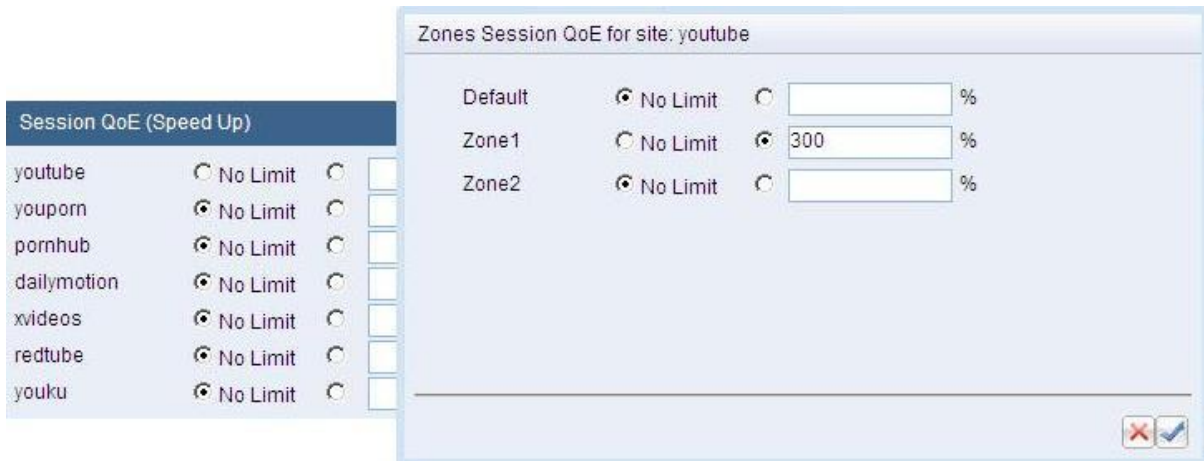 Zones Session QoE for site: youtube
Default No Limit %
Zone1 No Limit 300 %
Zone2 No Limit %
Session QoE (Speed Up)
youtube No Limit
youporn No Limit
pornhub No Limit
dailymotion No Limit
xvideos No Limit
redtube No Limit
youku No Limit